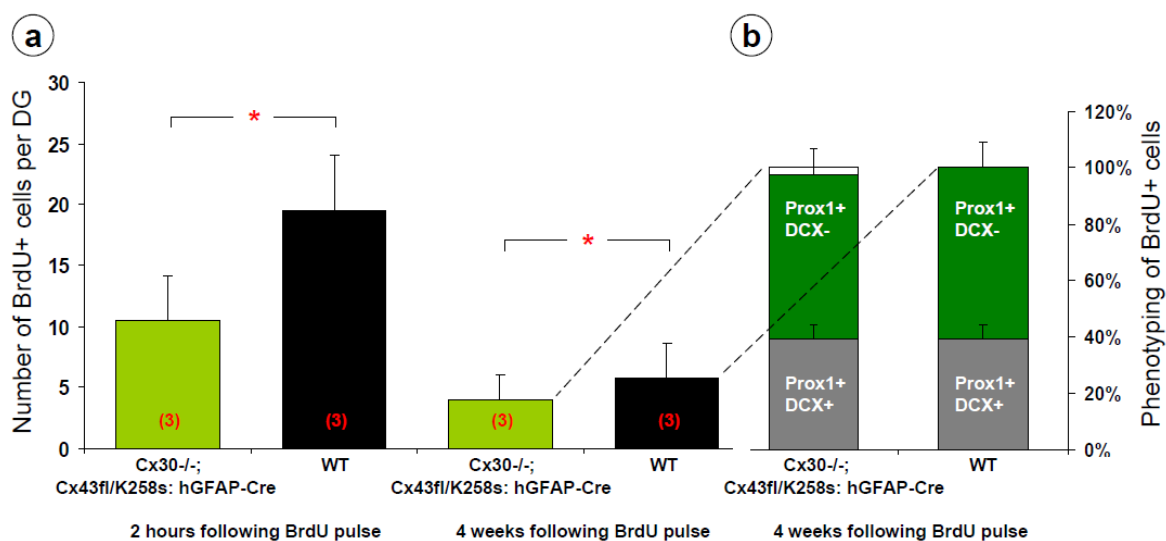 a
b
Number of BrdU+ cells per DG
30
25
20
15
10
5
0
*
*
(3)
(3)
(3)
(3)
Cx30-/-;
Cx43fl/K258s: hGFAP-Cre
WT
Cx30-/-;
Cx43fl/K258s: hGFAP-Cre
WT
2 hours following BrdU pulse
4 weeks following BrdU pulse
Prox1+
DCX-
Prox1+
DCX-
Prox1+
DCX+
Prox1+
DCX+
120%
100%
80%
60%
40%
20%
0%
Phenotyping of BrdU+ cells
Cx30-/-;
Cx43fl/K258s: hGFAP-Cre
WT
4 weeks following BrdU pulse